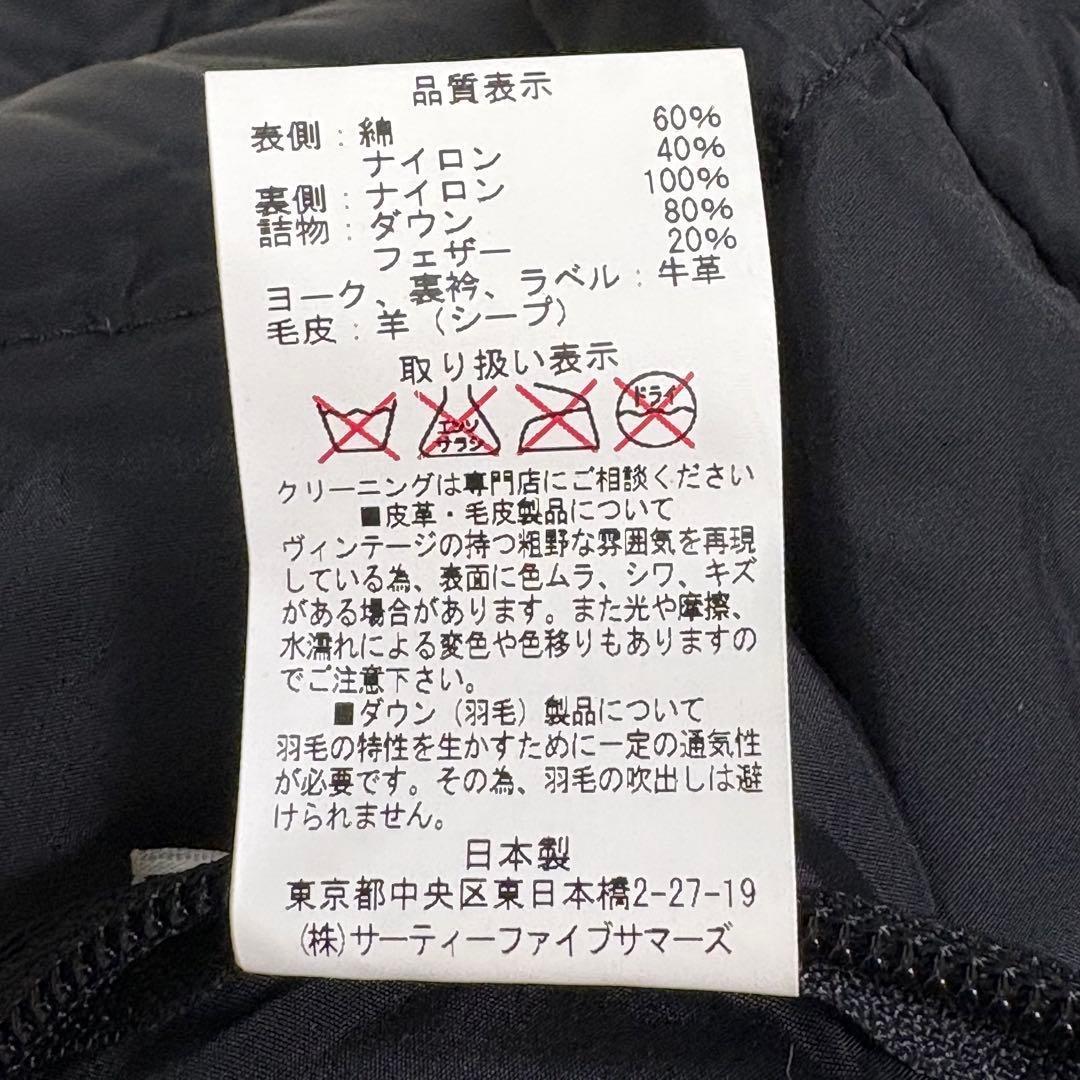 品質表示
表側：綿 60%
ナイロン 40%
裏側：ナイロン 100%
詰物：ダウン 80%
フェザー 20%
ヨーク、裏衿、ラベル：牛革
毛皮：羊（シープ）
取り扱い表示
エンソ
サラシ
ドライ
クリーニングは専門店にご相談ください
■皮革・毛皮製品について
ヴィンテージの持つ粗野な雰囲気を再現
している為、表面に色ムラ、シワ、キズ
がある場合があります。また光や摩擦、
水濡れによる変色や色移りもありますの
でご注意下さい。
■ダウン（羽毛）製品について
羽毛の特性を生かすために一定の通気性
が必要です。その為、羽毛の吹出しは避
けられません。
日本製
東京都中央区東日本橋2-27-19
(株)サーティーファイブサマーズ